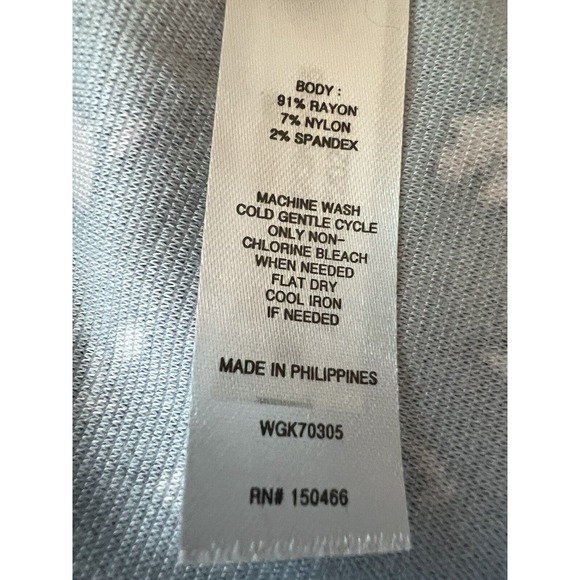 BODY :
91% RAYON
7% NYLON
2% SPANDEX
MACHINE WASH
COLD GENTLE CYCLE
ONLY NON-
CHLORINE BLEACH
WHEN NEEDED
FLAT DRY
COOL IRON
IF NEEDED
MADE IN PHILIPPINES
WGK70305
RN# 150466